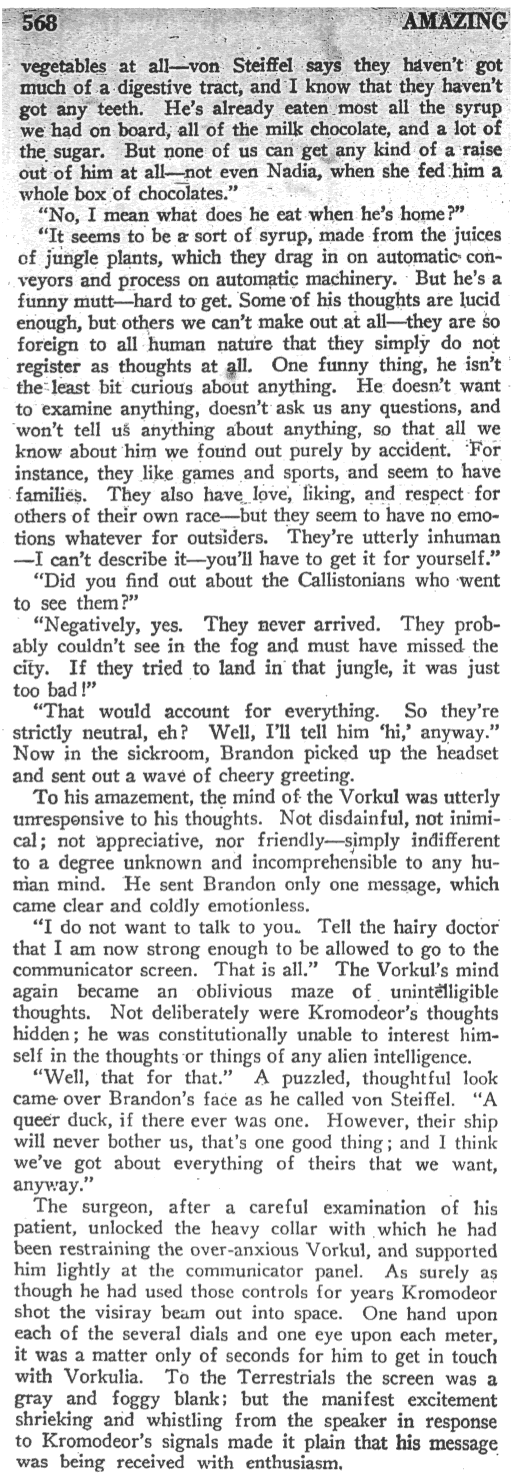 568 AMAZING
vegetables at all—von Steiffel says they haven't got
much of a digestive tract, and I know that they haven't
got any teeth. He's already eaten most all the syrup
we had on board, all of the milk chocolate, and a lot of
the sugar. But none of us can get any kind of a raise
out of him at all—not even Nadia, when she fed him a
whole box of chocolates."
"No, I mean what does he eat when he's home?"
"It seems to be a sort of syrup, made from the juices
of jungle plants, which they drag in on automatic con-
veyors and process on automatic machinery. But he's a
funny mutt—hard to get. Some of his thoughts are lucid
enough, but others we can't make out at all—they are so
foreign to all human nature that they simply do not
register as thoughts at all. One funny thing, he isn't
the least bit curious about anything. He doesn't want
to examine anything, doesn't ask us any questions, and
won't tell us anything about anything, so that all we
know about him we found out purely by accident. For
instance, they like games and sports, and seem to have
families. They also have love, liking, and respect for
others of their own race—but they seem to have no emo-
tions whatever for outsiders. They're utterly inhuman
—I can't describe it—you'll have to get it for yourself."
"Did you find out about the Callistonians who went
to see them?"
"Negatively, yes. They never arrived. They prob-
ably couldn't see in the fog and must have missed the
city. If they tried to land in that jungle, it was just
too bad!"
"That would account for everything. So they're
strictly neutral, eh? Well, I'll tell him 'hi,' anyway."
Now in the sickroom, Brandon picked up the headset
and sent out a wave of cheery greeting.
To his amazement, the mind of the Vorkul was utterly
unresponsive to his thoughts. Not disdainful, not inimi-
cal; not appreciative, nor friendly—simply indifferent
to a degree unknown and incomprehensible to any hu-
man mind. He sent Brandon only one message, which
came clear and coldly emotionless.
"I do not want to talk to you. Tell the hairy doctor
that I am now strong enough to be allowed to go to the
communicator screen. That is all." The Vorkul's mind
again became an oblivious maze of unintelligible
thoughts. Not deliberately were Kromodeor's thoughts
hidden; he was constitutionally unable to interest him-
self in the thoughts or things of any alien intelligence.
"Well, that for that." A puzzled, thoughtful look
came over Brandon's face as he called von Steiffel. "A
queer duck, if there ever was one. However, their ship
will never bother us, that's one good thing; and I think
we've got about everything of theirs that we want,
anyway."
The surgeon, after a careful examination of his
patient, unlocked the heavy collar with which he had
been restraining the over-anxious Vorkul, and supported
him lightly at the communicator panel. As surely as
though he had used those controls for years Kromodeor
shot the visiray beam out into space. One hand upon
each of the several dials and one eye upon each meter,
it was a matter only of seconds for him to get in touch
with Vorkulia. To the Terrestrials the screen was a
gray and foggy blank; but the manifest excitement
shrieking and whistling from the speaker in response
to Kromodeor's signals made it plain that his message
was being received with enthusiasm.